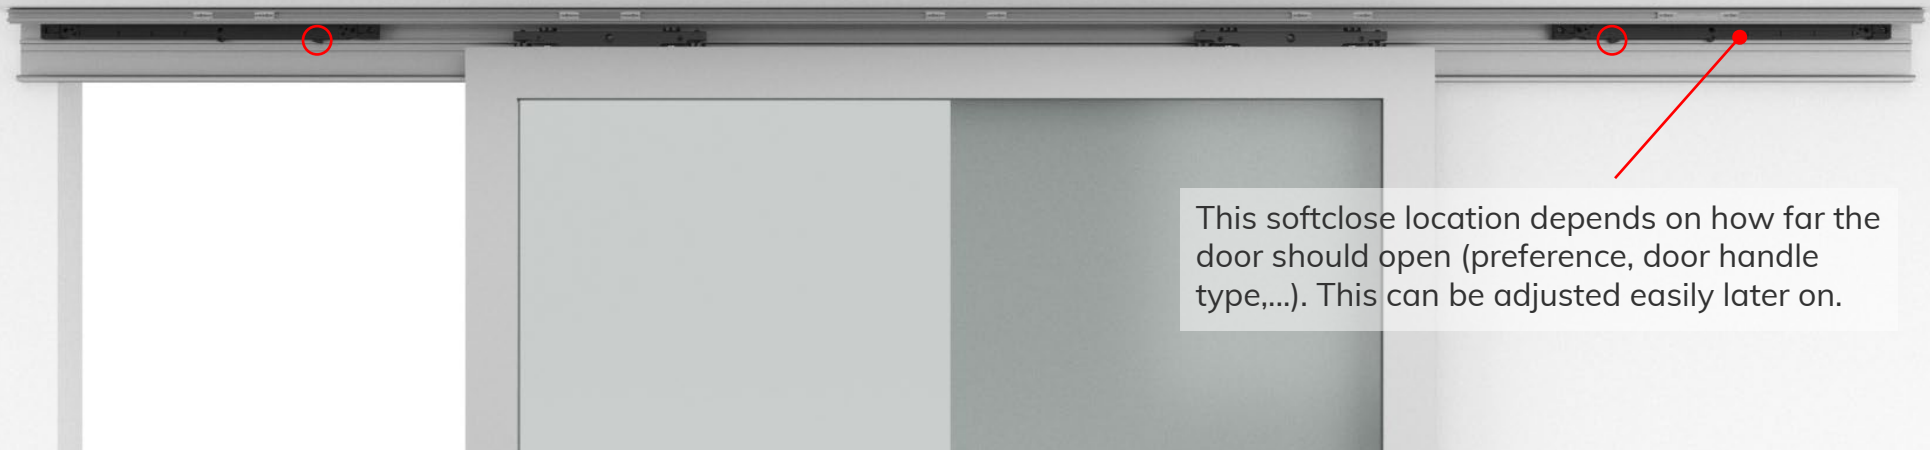 This softclose location depends on how far the
door should open (preference, door handle
type,...). This can be adjusted easily later on.